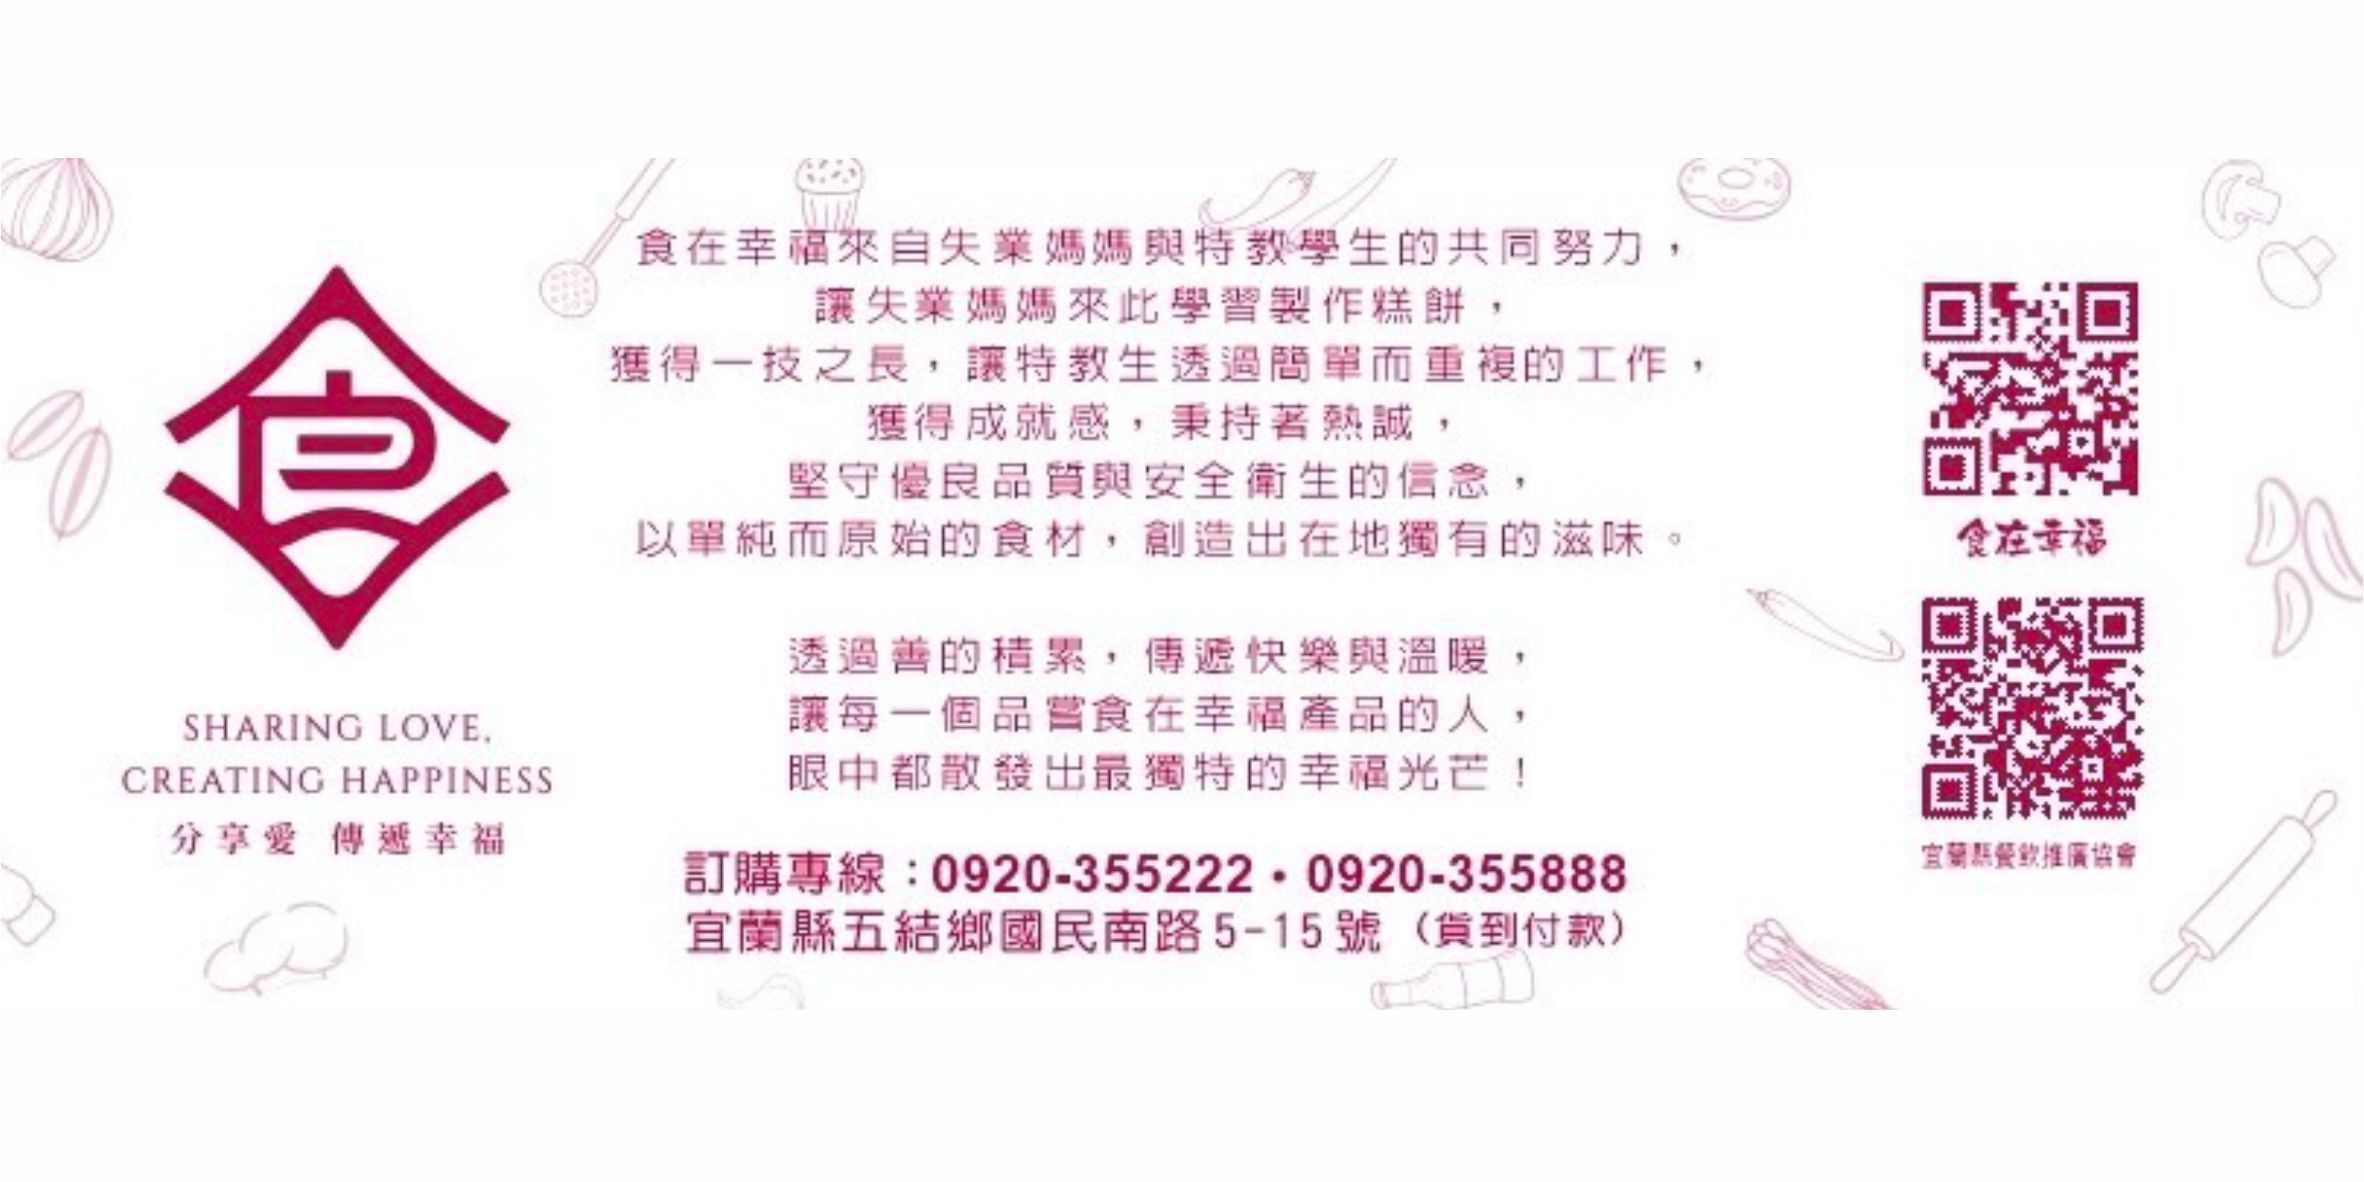 食
SHARING LOVE,
CREATING HAPPINESS
分享愛 傳遞幸福
食在幸福來自失業媽媽與特教學生的共同努力，
讓失業媽媽來此學習製作糕餅，
獲得一技之長，讓特教生透過簡單而重複的工作，
獲得成就感，秉持著熱誠，
堅守優良品質與安全衛生的信念，
以單純而原始的食材，創造出在地獨有的滋味。
透過善的積累，傳遞快樂與溫暖，
讓每一個品嘗食在幸福產品的人，
眼中都散發出最獨特的幸福光芒！
訂購專線：0920-355222・0920-355888
宜蘭縣五結鄉國民南路5-15號（貨到付款）
食在幸福
宜蘭縣餐飲推廣協會